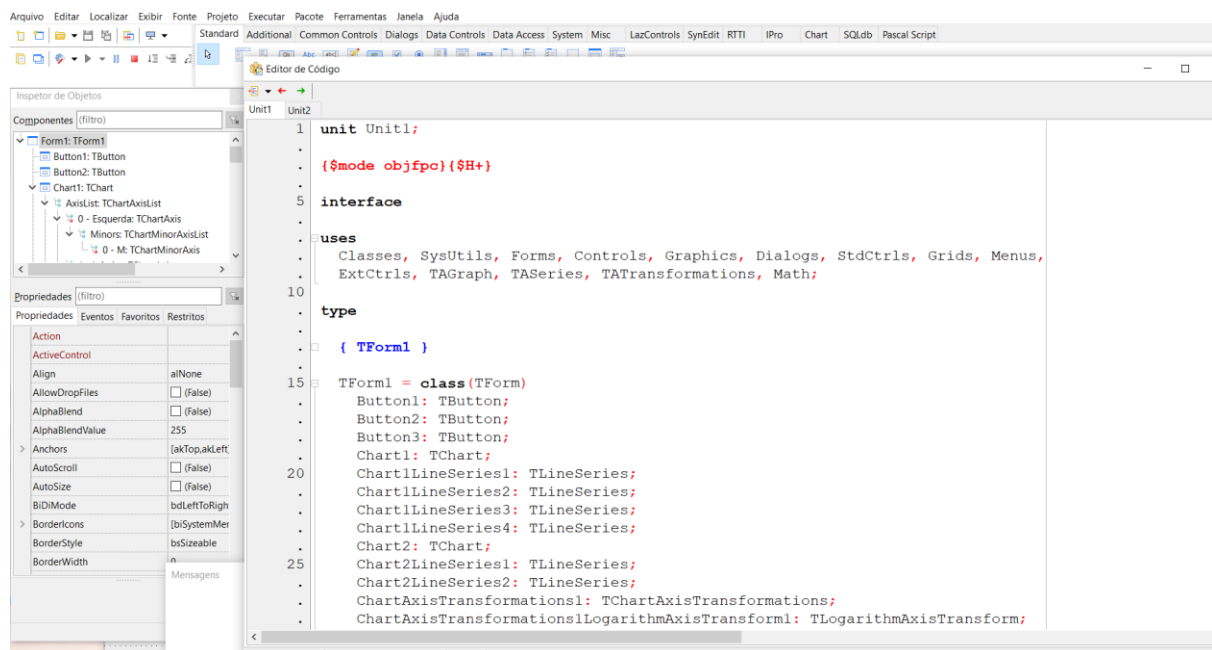 Arquivo Editar Localizar Exibir Fonte Projeto Executar Pacote Ferramentas Janela Ajuda
Standard Additional Common Controls Dialogs Data Controls Data Access System Misc LazControls SynEdit RTTI IPro Chart SQLdb Pascal Script
Editor de Código
Inspetor de Objetos
Componentes (filtro)
Form1: TForm1
Button1: TButton
Button2: TButton
Chart1: TChart
AxisList: TChartAxisList
0 - Esquerda: TChartAxis
Minors: TChartMinorAxisList
0 - M: TChartMinorAxis
Propriedades (filtro)
Propriedades Eventos Favoritos Restritos
Action
ActiveControl
Align alNone
AllowDropFiles (False)
AlphaBlend (False)
AlphaBlendValue 255
Anchors [akTop,akLeft]
AutoScroll (False)
AutoSize (False)
BiDiMode bdLeftToRigh
BorderIcons [biSystemMer
BorderStyle bsSizeable
BorderWidth
Mensagens
Unit1 Unit2
1 unit Unit1;
{$mode objfpc}{$H+}
5 interface
uses
Classes, SysUtils, Forms, Controls, Graphics, Dialogs, StdCtrls, Grids, Menus,
ExtCtrls, TAGraph, TASeries, TATransformations, Math;
10
type
{ TForm1 }
15 TForm1 = class(TForm)
Button1: TButton;
Button2: TButton;
Button3: TButton;
Chart1: TChart;
20 Chart1LineSeries1: TLineSeries;
Chart1LineSeries2: TLineSeries;
Chart1LineSeries3: TLineSeries;
Chart1LineSeries4: TLineSeries;
Chart2: TChart;
25 Chart2LineSeries1: TLineSeries;
Chart2LineSeries2: TLineSeries;
ChartAxisTransformations1: TChartAxisTransformations;
ChartAxisTransformations1LogarithmAxisTransform1: TLogarithmAxisTransform;